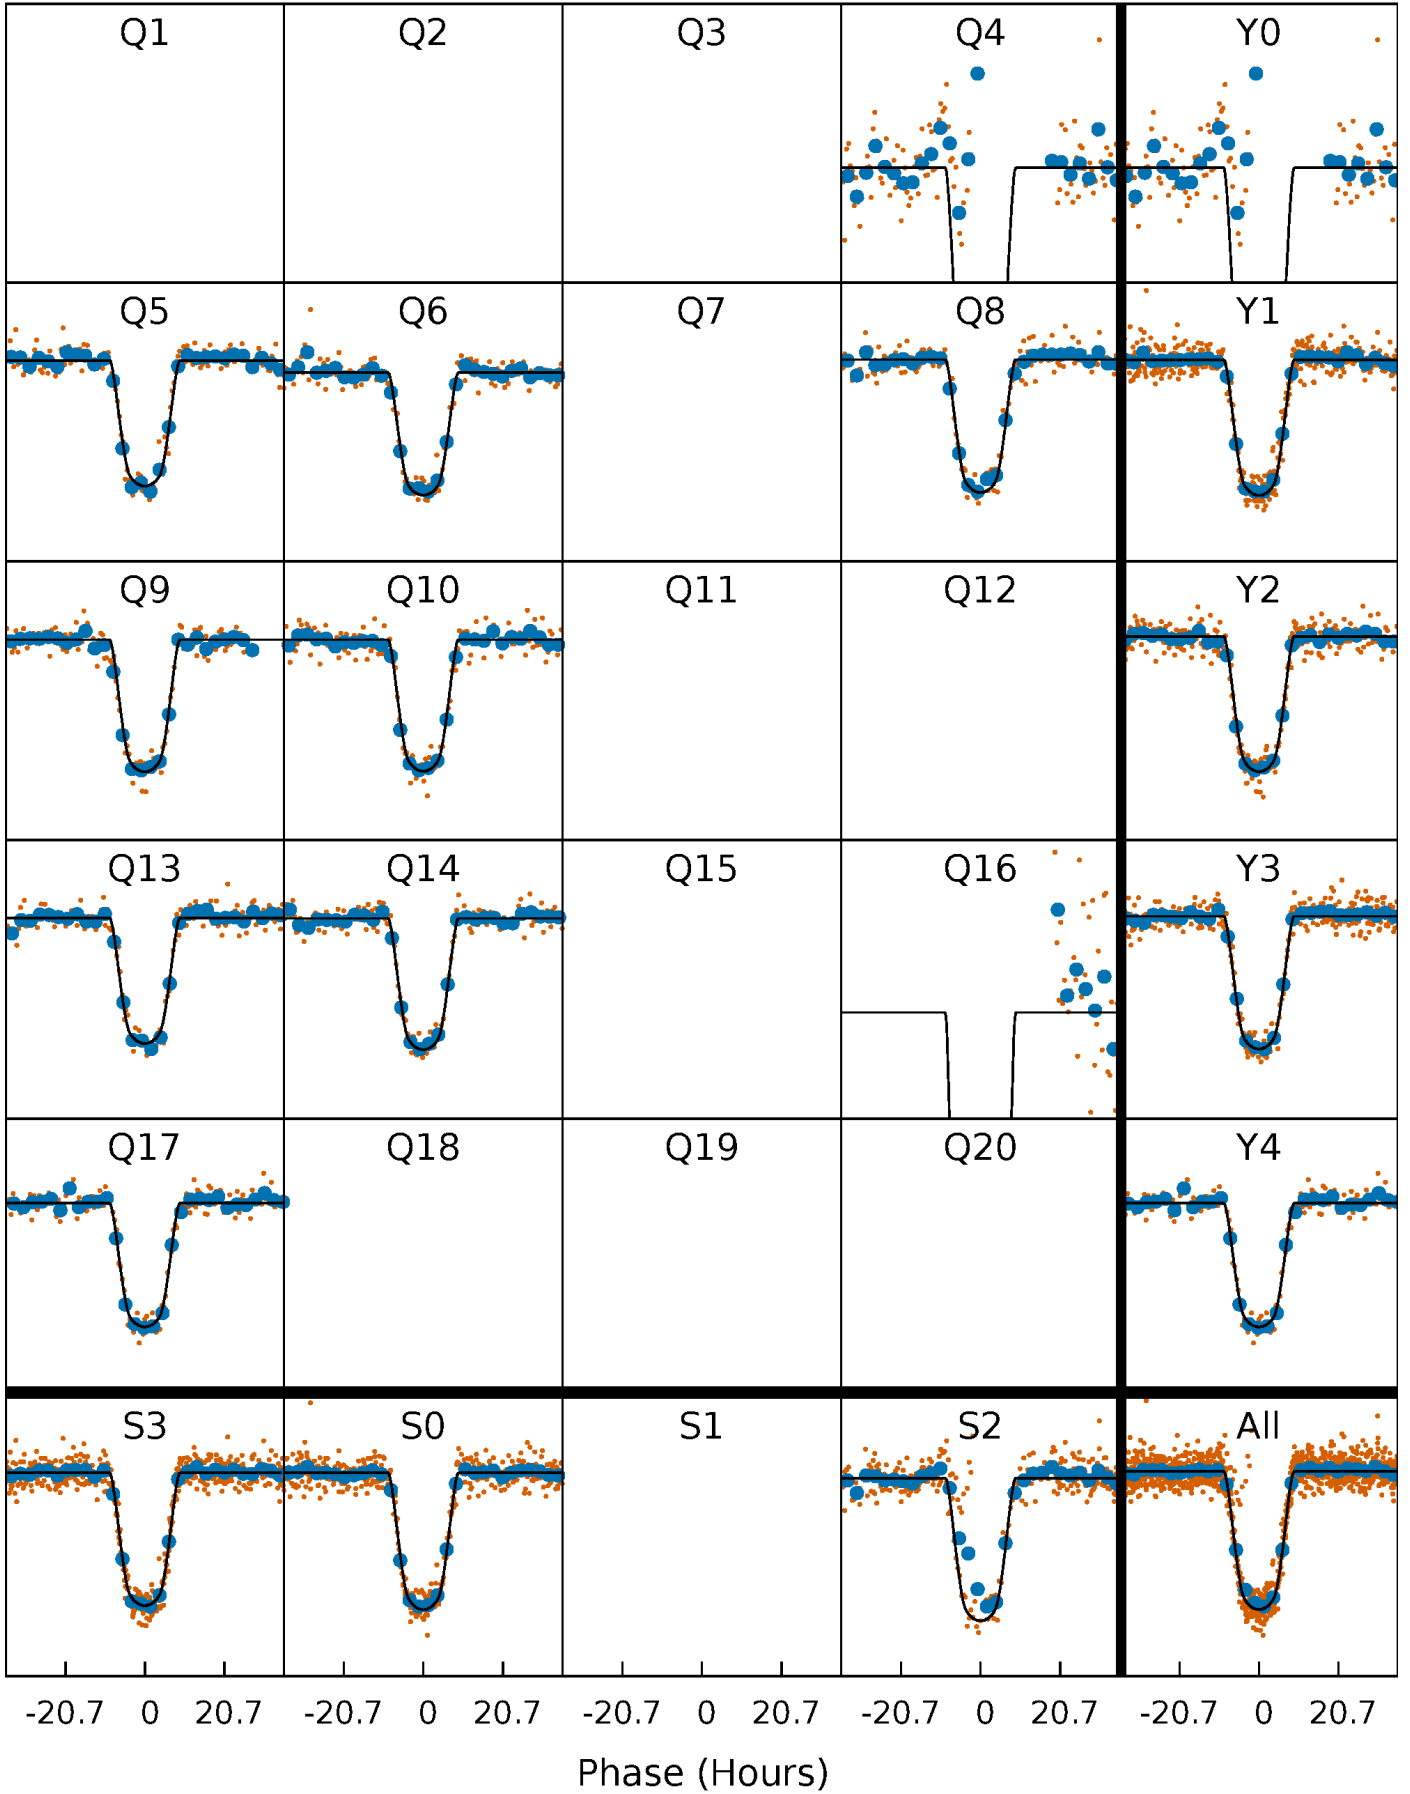 Q1 Q2 Q3 Q4 Y0
Q5 Q6 Q7 Q8 Y1
Q9 Q10 Q11 Q12 Y2
Q13 Q14 Q15 Q16 Y3
Q17 Q18 Q19 Q20 Y4
S3 S0 S1 S2 All
-20.7 0 20.7 -20.7 0 20.7 -20.7 0 20.7 -20.7 0 20.7 -20.7 0 20.7
Phase (Hours)